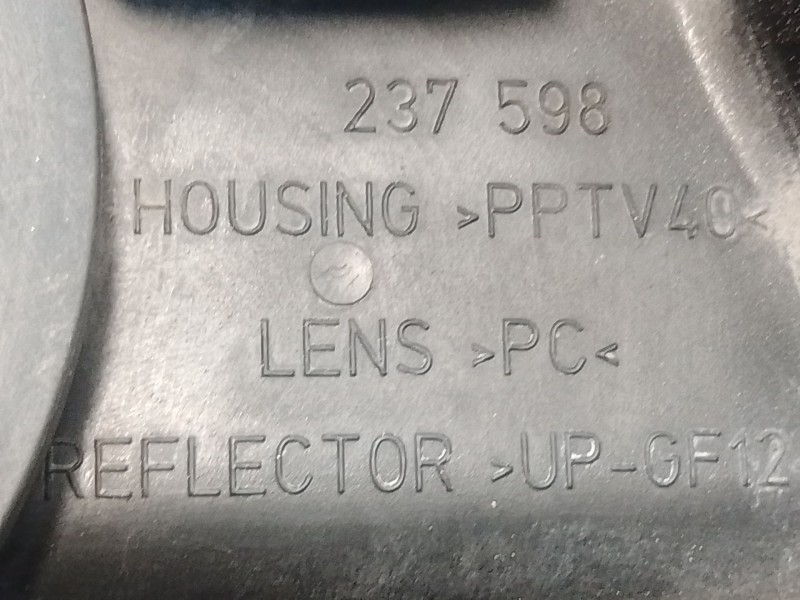 237 598
HOUSING >PPTV40<
LENS >PC<
REFLECTOR >UP-GF12